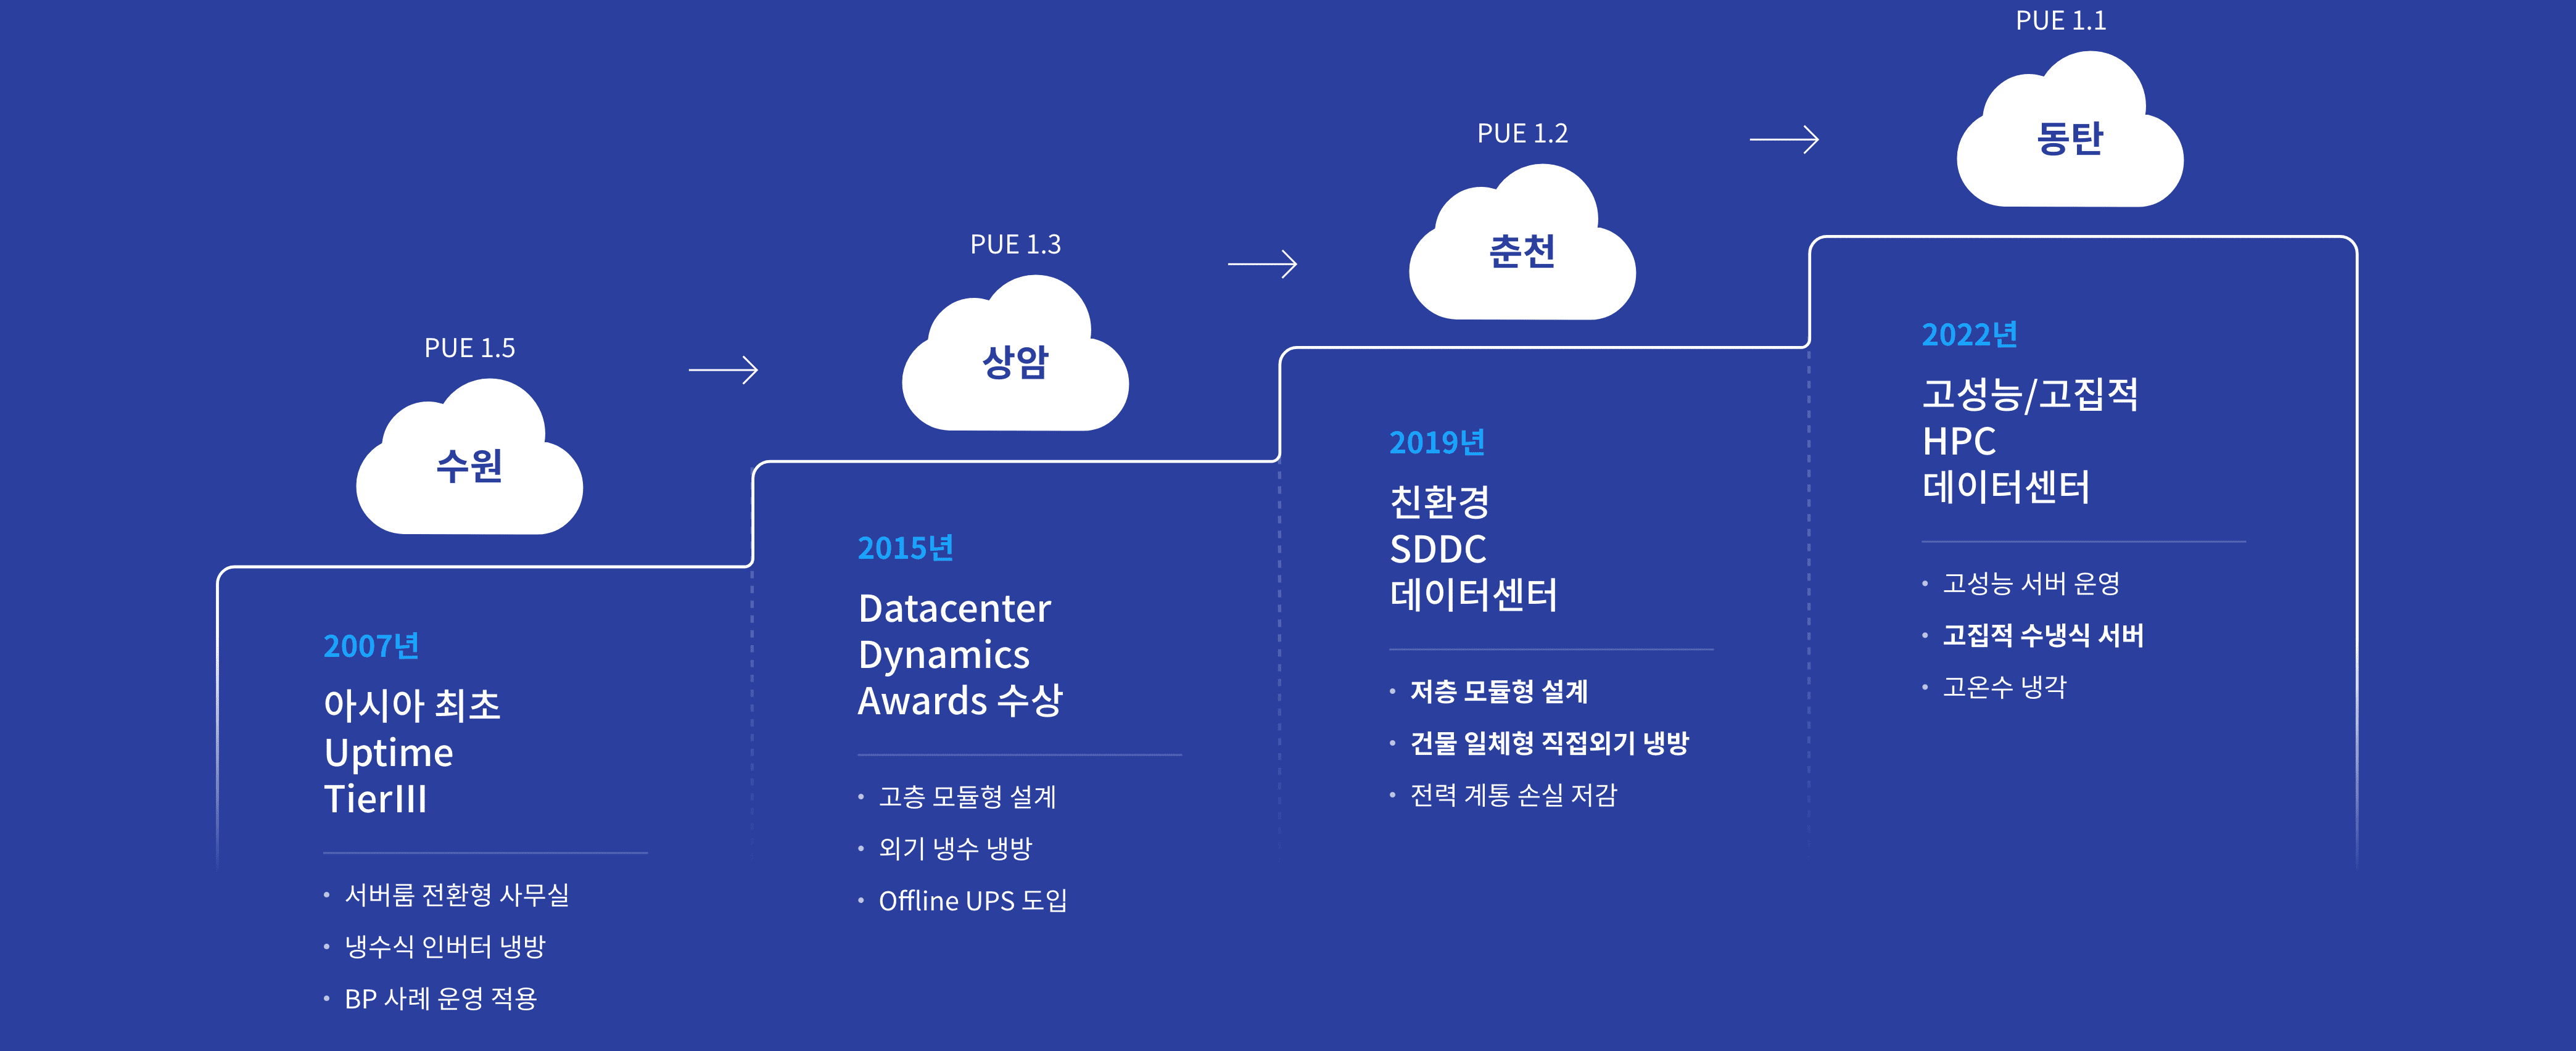 PUE 1.5
수원
2007년
아시아 최초
Uptime
TierIII
서버룸 전환형 사무실
냉수식 인버터 냉방
BP 사례 운영 적용
PUE 1.3
상암
2015년
Datacenter
Dynamics
Awards 수상
고층 모듈형 설계
외기 냉수 냉방
Offline UPS 도입
PUE 1.2
춘천
2019년
친환경
SDDC
데이터센터
저층 모듈형 설계
건물 일체형 직접외기 냉방
전력 계통 손실 저감
PUE 1.1
동탄
2022년
고성능/고집적
HPC
데이터센터
고성능 서버 운영
고집적 수냉식 서버
고온수 냉각